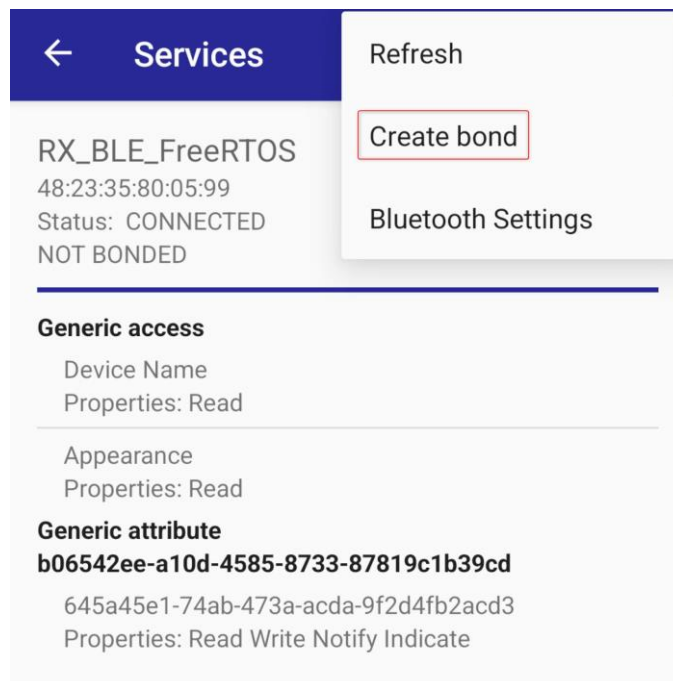 Services
Refresh
Create bond
Bluetooth Settings
RX_BLE_FreeRTOS
48:23:35:80:05:99
Status: CONNECTED
NOT BONDED
Generic access
Device Name
Properties: Read
Appearance
Properties: Read
Generic attribute
b06542ee-a10d-4585-8733-87819c1b39cd
645a45e1-74ab-473a-acda-9f2d4fb2acd3
Properties: Read Write Notify Indicate